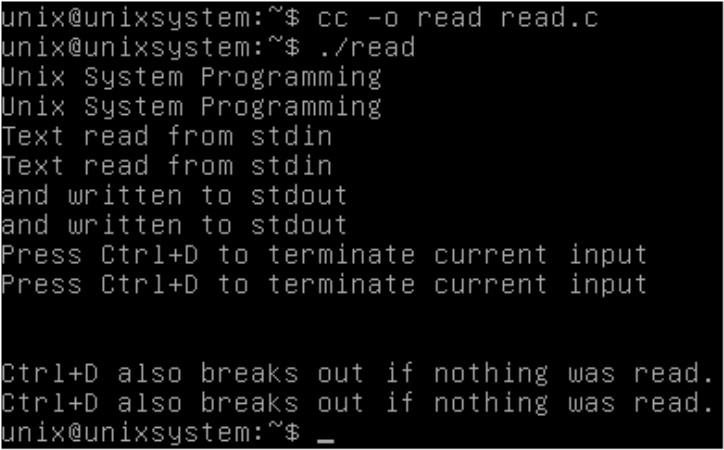 unix@unixsystem:~$ cc -o read read.c
unix@unixsystem:~$ ./read
Unix System Programming
Unix System Programming
Text read from stdin
Text read from stdin
and written to stdout
and written to stdout
Press Ctrl+D to terminate current input
Press Ctrl+D to terminate current input
Ctrl+D also breaks out if nothing was read.
Ctrl+D also breaks out if nothing was read.
unix@unixsystem:~$ _